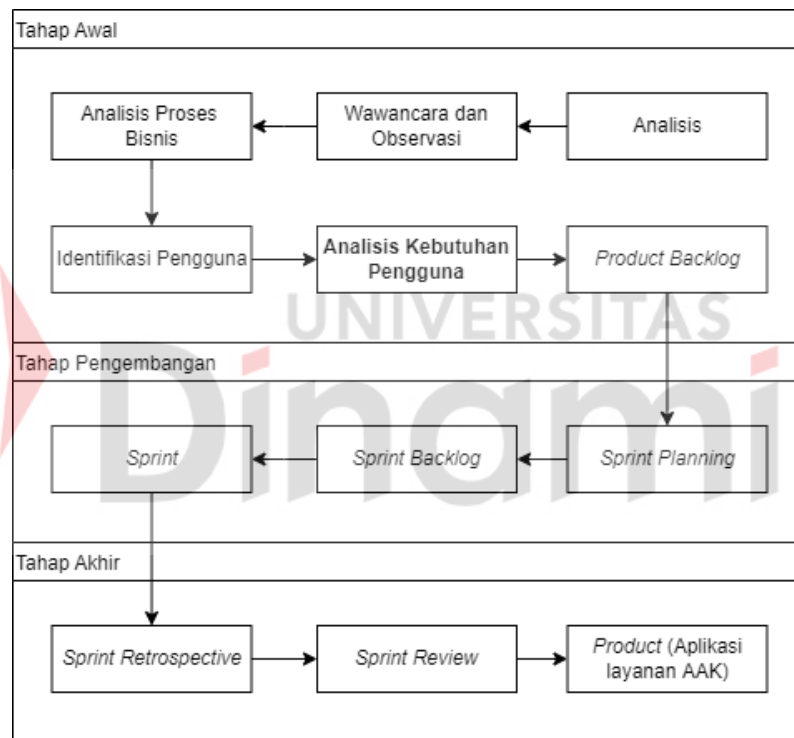 Tahap Awal
Analisis Proses
Bisnis
Wawancara dan
Observasi
Analisis
Identifikasi Pengguna
Analisis Kebutuhan
Pengguna
Product Backlog
UNIVERSITAS
Dinami
Tahap Pengembangan
Sprint
Sprint Backlog
Sprint Planning
Tahap Akhir
Sprint Retrospective
Sprint Review
Product (Aplikasi
layanan AAK)